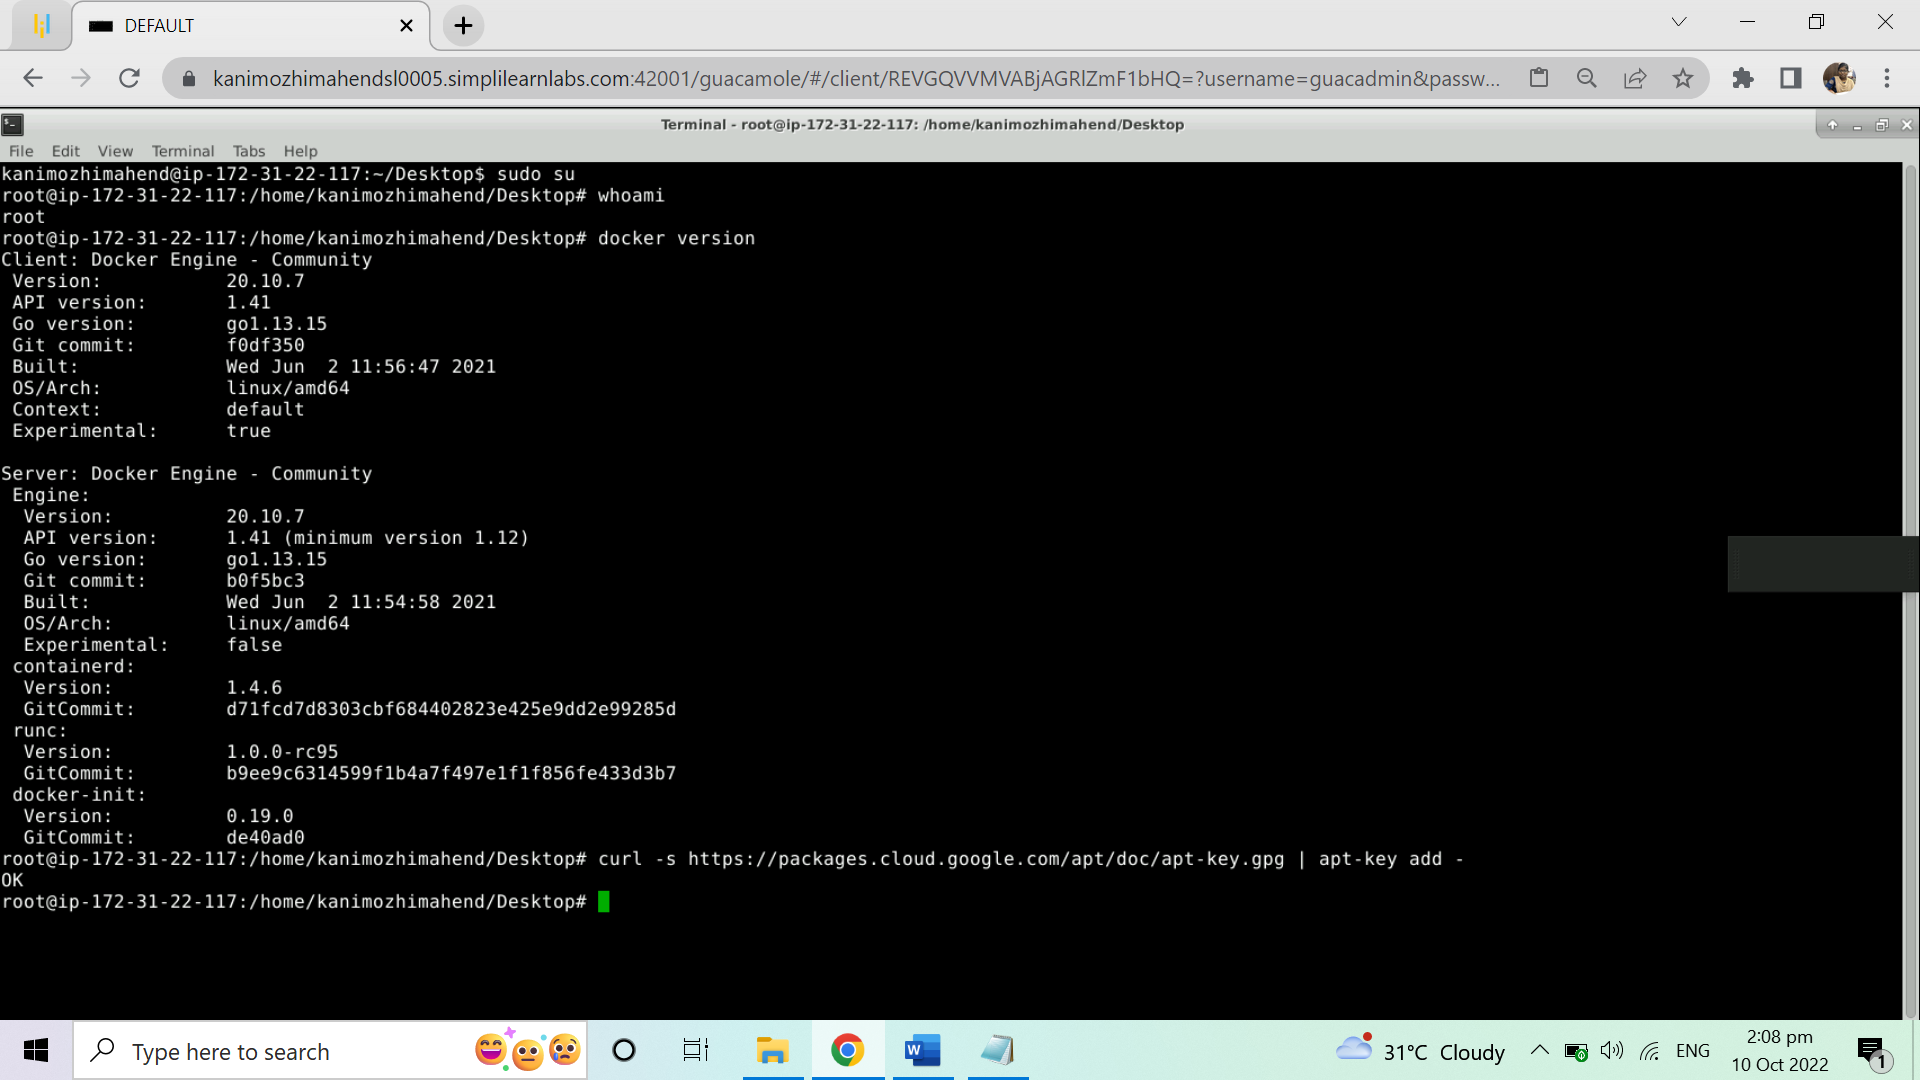 DEFAULT
kanimozhimahendsl0005.simplilearnlabs.com:42001/guacamole/#/client/REVGQVVMVABjAGRlZmF1bHQ=?username=guacadmin&passw...
Terminal - root@ip-172-31-22-117: /home/kanimozhimahend/Desktop
File Edit View Terminal Tabs Help
kanimozhimahend@ip-172-31-22-117:~/Desktop$ sudo su
root@ip-172-31-22-117:/home/kanimozhimahend/Desktop# whoami
root
root@ip-172-31-22-117:/home/kanimozhimahend/Desktop# docker version
Client: Docker Engine - Community
Version: 20.10.7
API version: 1.41
Go version: go1.13.15
Git commit: f0df350
Built: Wed Jun  2 11:56:47 2021
OS/Arch: linux/amd64
Context: default
Experimental: true
Server: Docker Engine - Community
Engine:
Version: 20.10.7
API version: 1.41 (minimum version 1.12)
Go version: go1.13.15
Git commit: b0f5bc3
Built: Wed Jun  2 11:54:58 2021
OS/Arch: linux/amd64
Experimental: false
containerd:
Version: 1.4.6
GitCommit: d71fcd7d8303cbf684402823e425e9dd2e99285d
runc:
Version: 1.0.0-rc95
GitCommit: b9ee9c6314599f1b4a7f497e1f1f856fe433d3b7
docker-init:
Version: 0.19.0
GitCommit: de40ad0
root@ip-172-31-22-117:/home/kanimozhimahend/Desktop# curl -s https://packages.cloud.google.com/apt/doc/apt-key.gpg | apt-key add -
OK
root@ip-172-31-22-117:/home/kanimozhimahend/Desktop#
Type here to search
W
31°C Cloudy
ENG
2:08 pm
10 Oct 2022
1